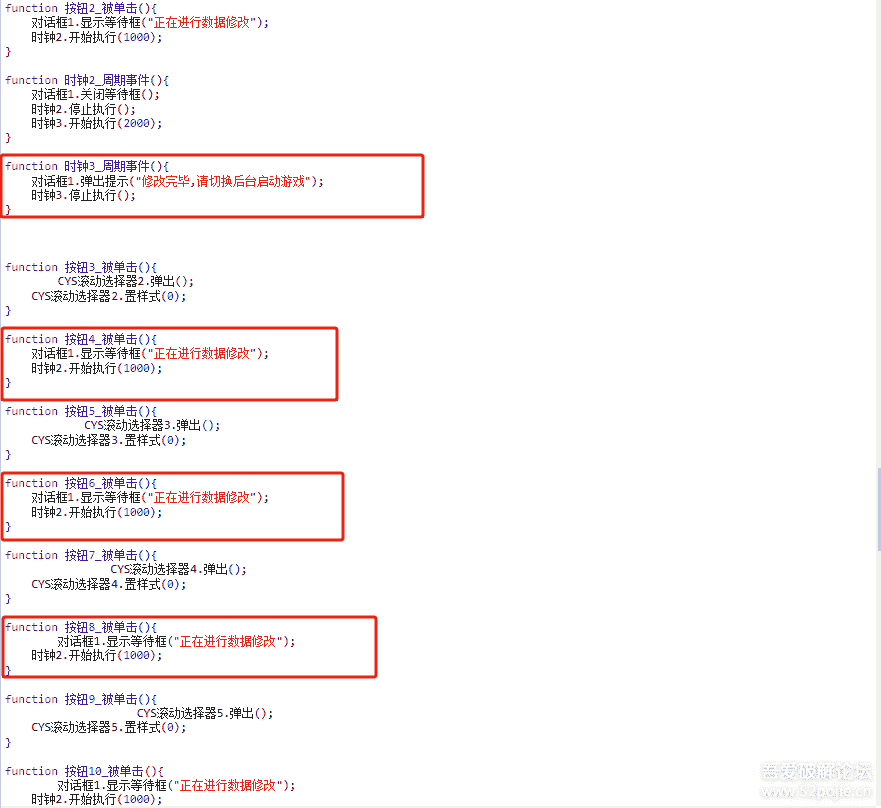 function 按钮2_被单击(){
对话框1.显示等待框("正在进行数据修改");
时钟2.开始执行(1000);
}
function 时钟2_周期事件(){
对话框1.关闭等待框();
时钟2.停止执行();
时钟3.开始执行(2000);
}
function 时钟3_周期事件(){
对话框1.弹出提示("修改完毕,请切换后台启动游戏");
时钟3.停止执行();
}
function 按钮3_被单击(){
CYS滚动选择器2.弹出();
CYS滚动选择器2.置样式(0);
}
function 按钮4_被单击(){
对话框1.显示等待框("正在进行数据修改");
时钟2.开始执行(1000);
}
function 按钮5_被单击(){
CYS滚动选择器3.弹出();
CYS滚动选择器3.置样式(0);
}
function 按钮6_被单击(){
对话框1.显示等待框("正在进行数据修改");
时钟2.开始执行(1000);
}
function 按钮7_被单击(){
CYS滚动选择器4.弹出();
CYS滚动选择器4.置样式(0);
}
function 按钮8_被单击(){
对话框1.显示等待框("正在进行数据修改");
时钟2.开始执行(1000);
}
function 按钮9_被单击(){
CYS滚动选择器5.弹出();
CYS滚动选择器5.置样式(0);
}
function 按钮10_被单击(){
对话框1.显示等待框("正在进行数据修改");
时钟2.开始执行(1000);
吾爱破解论坛
www.52pojie.cn